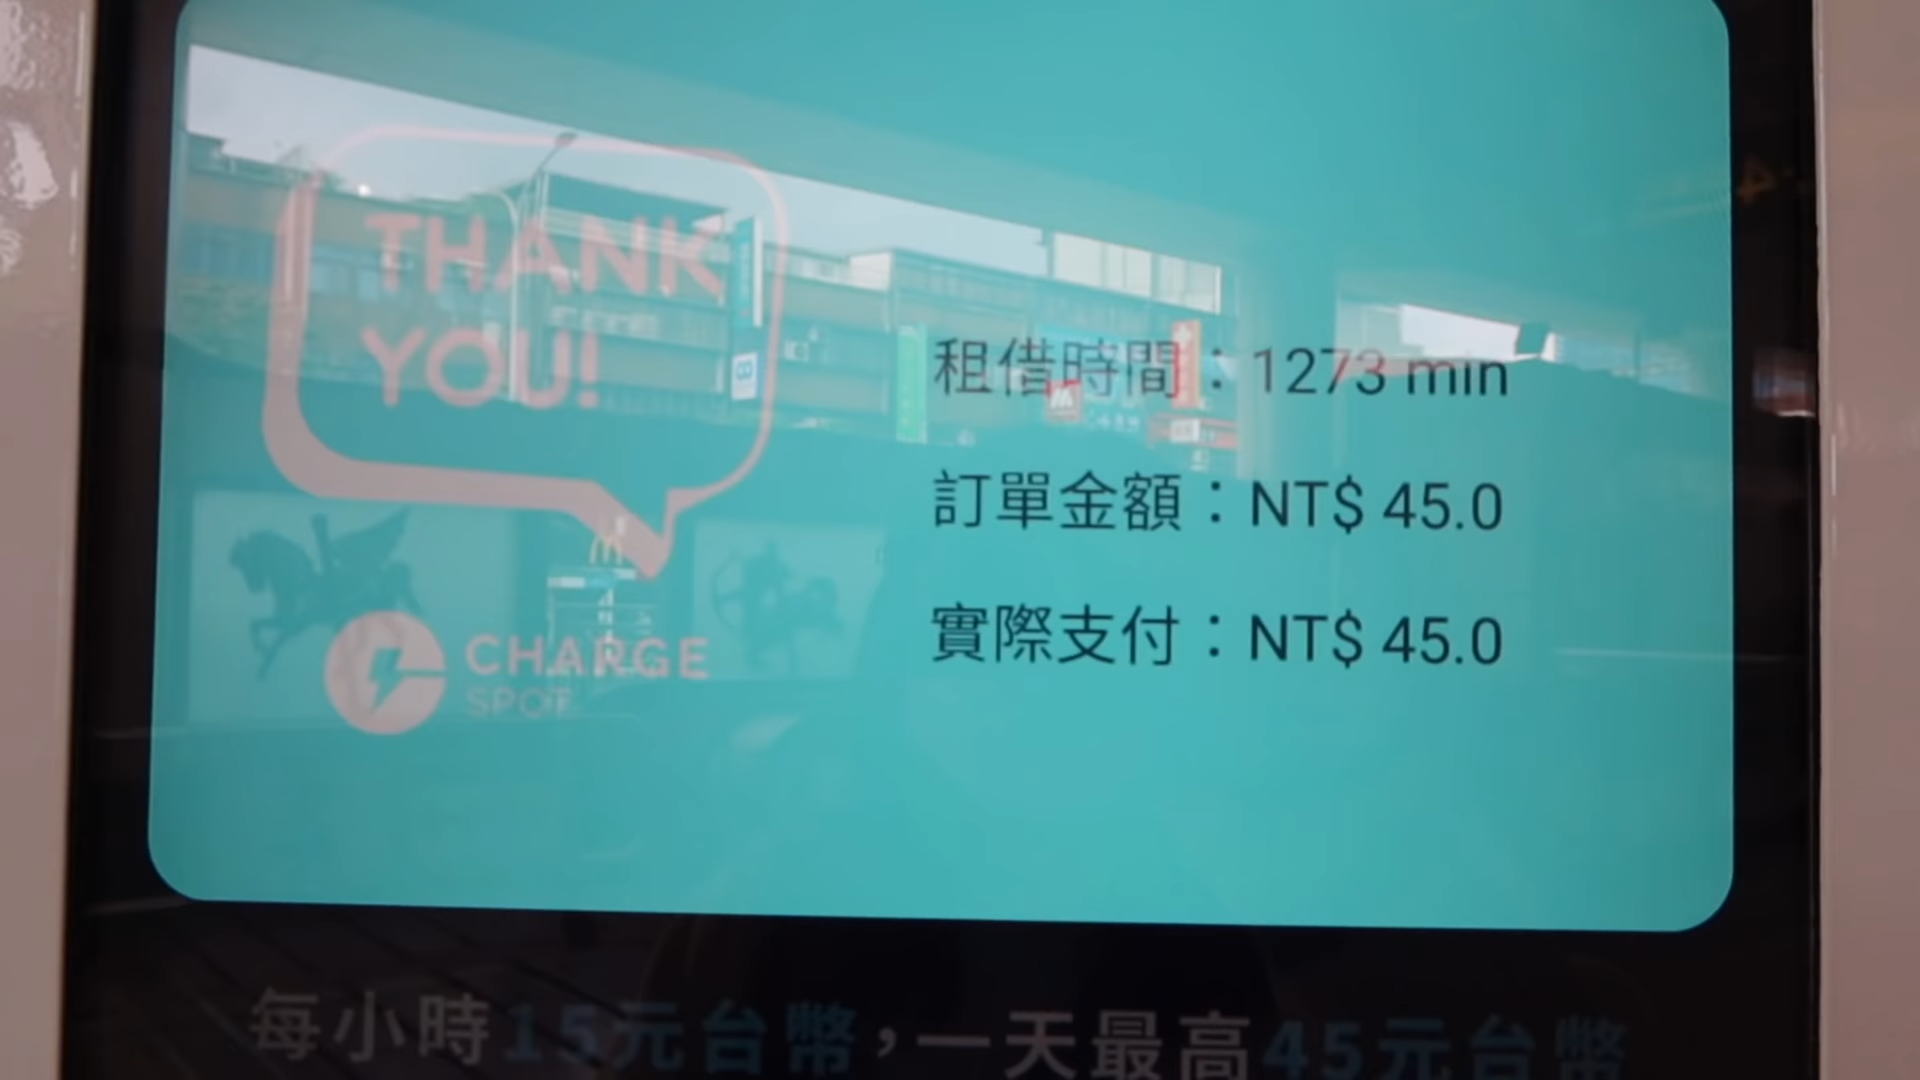 THANK
YOU!
租借時間：1273 min
訂單金額：NT$ 45.0
實際支付：NT$ 45.0
CHARGE
SPOT
每小時15元台幣，一天最高45元台幣